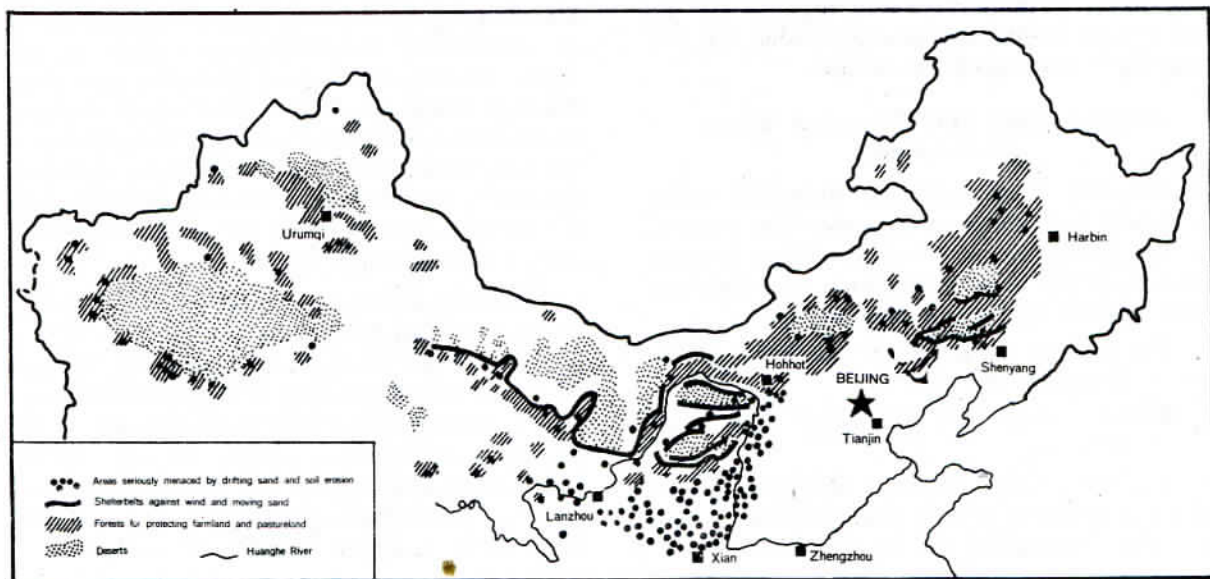 Urumqi
Harbin
Hohhot
Shenyang
BEIJING
Tianjin
Lanzhou
Xian
Zhengzhou
Areas seriously menaced by drifting sand and soil erosion
Shelterbelts against wind and moving sand
Forests for protecting farmland and pastureland
Deserts
Huanghe River